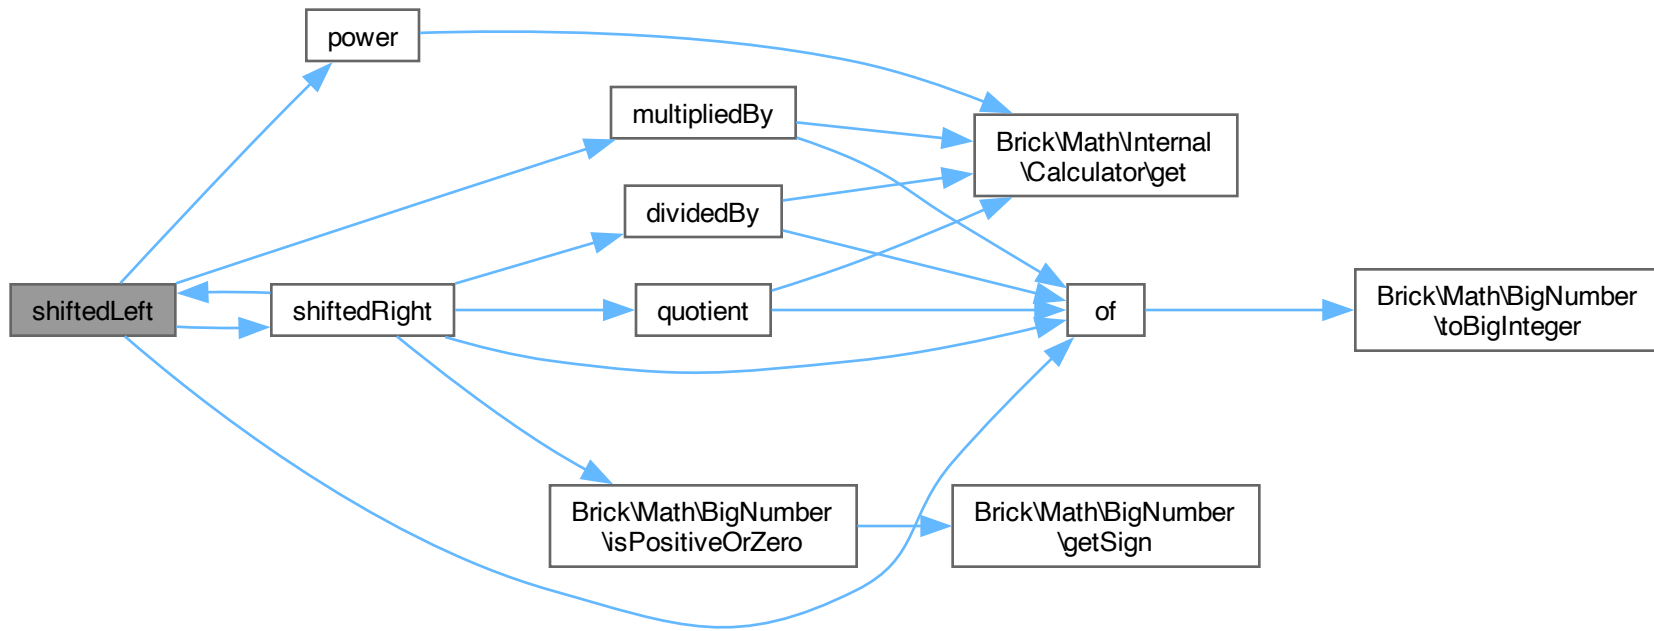 power
multipliedBy
Brick\Math\Internal
\Calculator\get
dividedBy
shiftedLeft
shiftedRight
quotient
of
Brick\Math\BigNumber
\toBigInteger
Brick\Math\BigNumber
\isPositiveOrZero
Brick\Math\BigNumber
\getSign